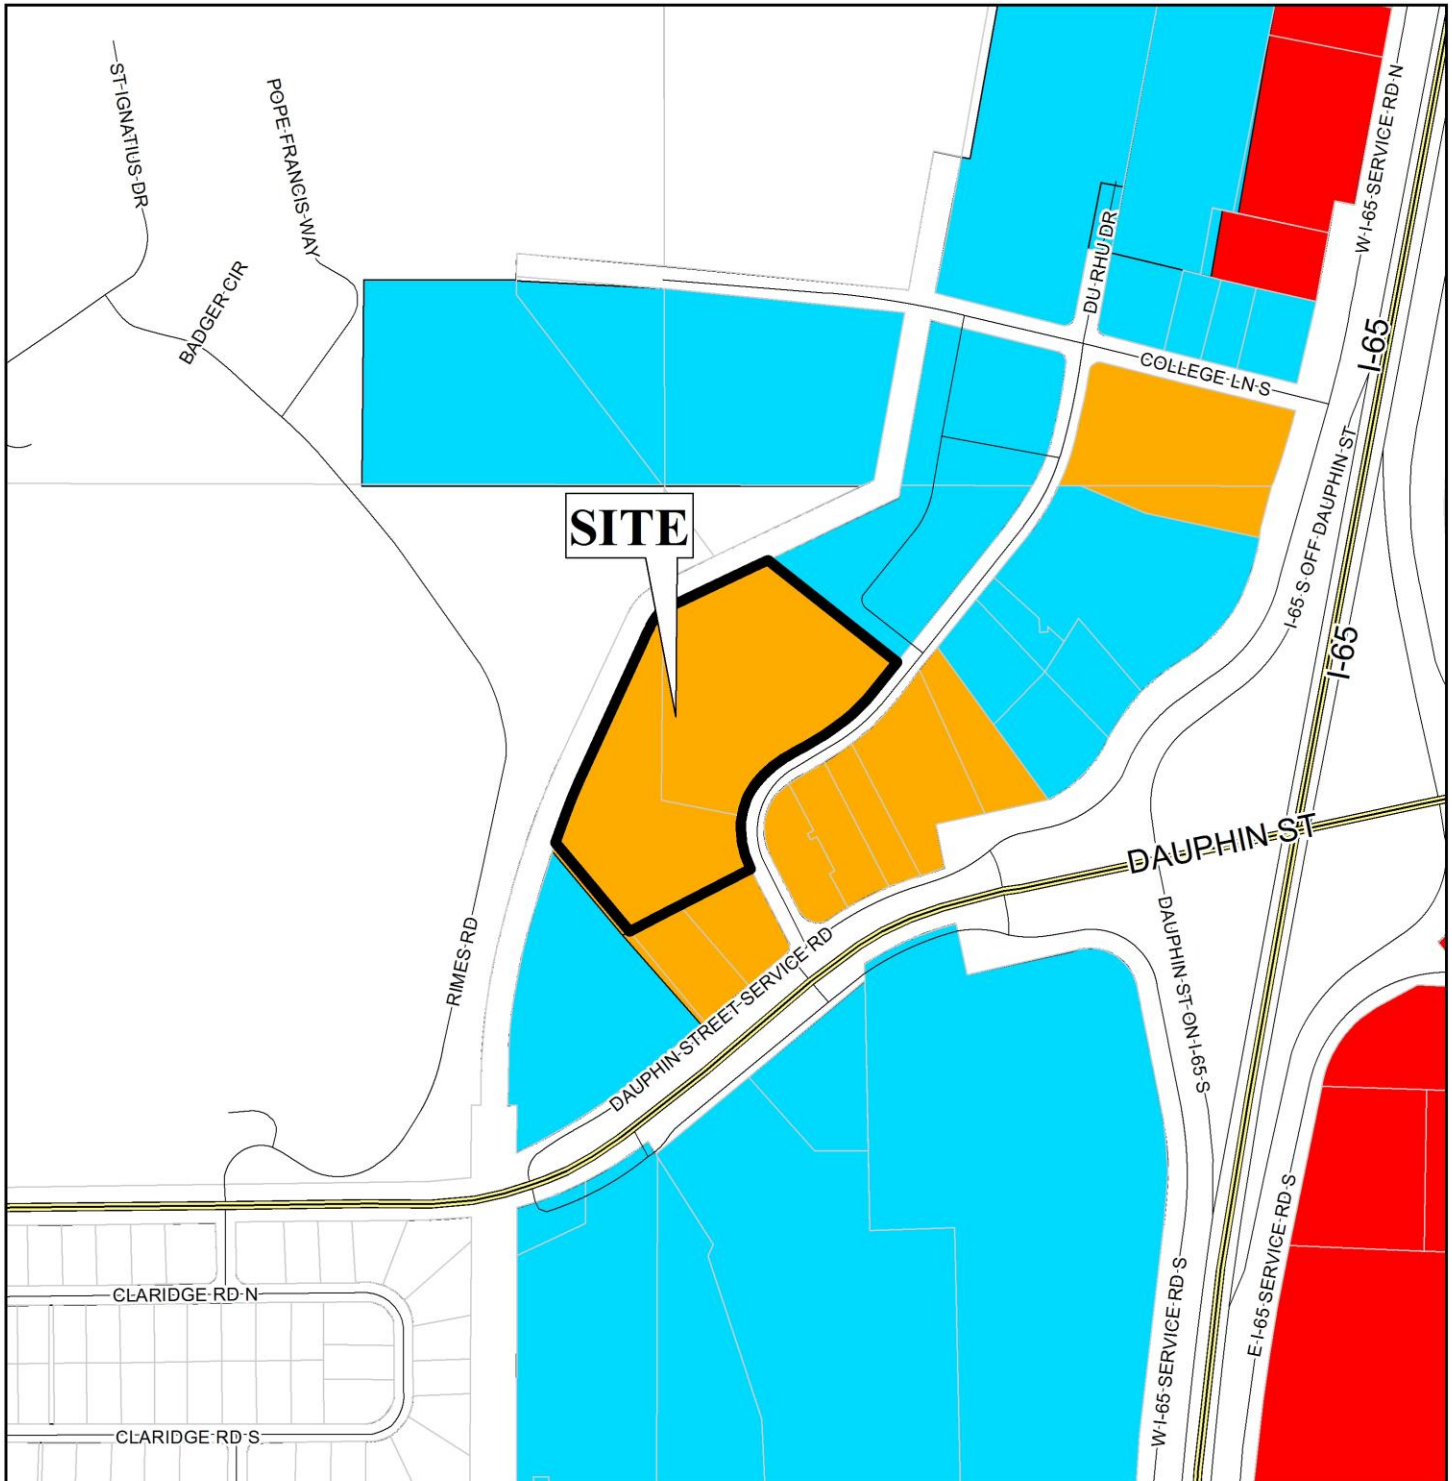 ST-IGNATIUS-DR
POPE-FRANCIS-WAY
BADGER CIR
W-I-65-SERVICE-RD-N
DU-RHU-DR
I-65
COLLEGE-LN-S
I-65-S-OFF-DAUPHIN-ST
SITE
I-65
DAUPHIN ST
DAUPHIN-ST-ON-I-65-S
DAUPHIN-STREET-SERVICE RD
RIMES-RD
E-I-65-SERVICE-RD-S
W-I-65-SERVICE-RD-S
CLARIDGE-RD-N
CLARIDGE-RD-S